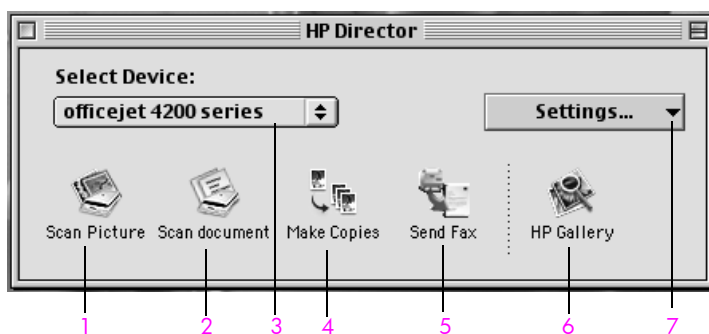 HP Director
Select Device:
officejet 4200 series
Settings...
Scan Picture
Scan document
Make Copies
Send Fax
HP Gallery
1 2 3 4 5 6 7